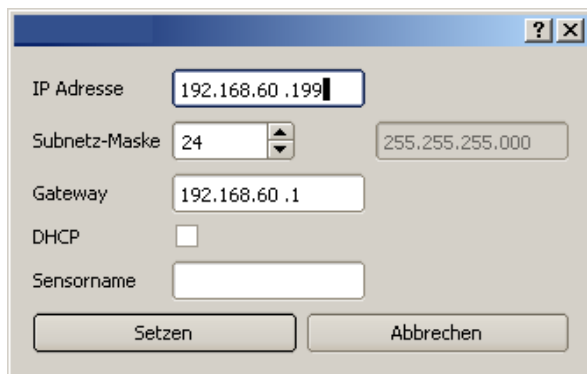 ?
IP Adresse 192.168.60 .199
Subnetz-Maske 24 255.255.255.000
Gateway 192.168.60 .1
DHCP
Sensorname
Setzen Abbrechen